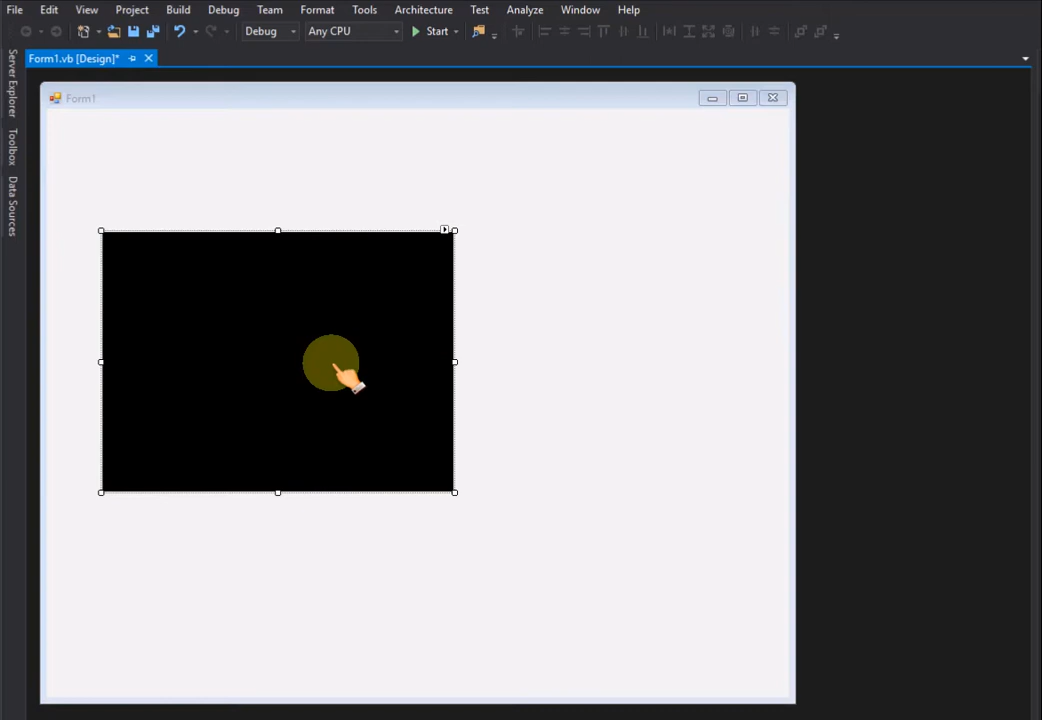 File Edit View Project Build Debug Team Format Tools Architecture Test Analyze Window Help
Debug Any CPU Start
Form1.vb [Design]*
Server Explorer
Toolbox
Data Sources
Form1